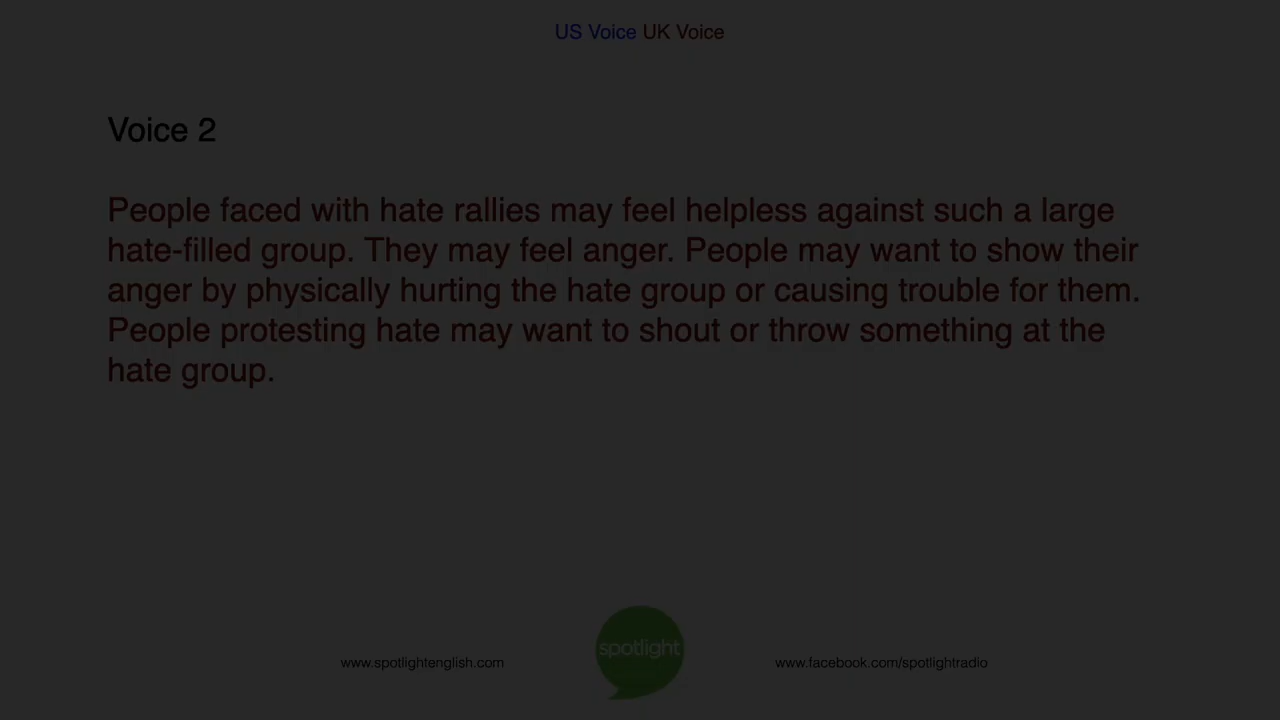 US Voice UK Voice
Voice 2
People faced with hate rallies may feel helpless against such a large
hate-filled group. They may feel anger. People may want to show their
anger by physically hurting the hate group or causing trouble for them.
People protesting hate may want to shout or throw something at the
hate group.
spotlight
www.spotlightenglish.com
www.facebook.com/spotlightradio